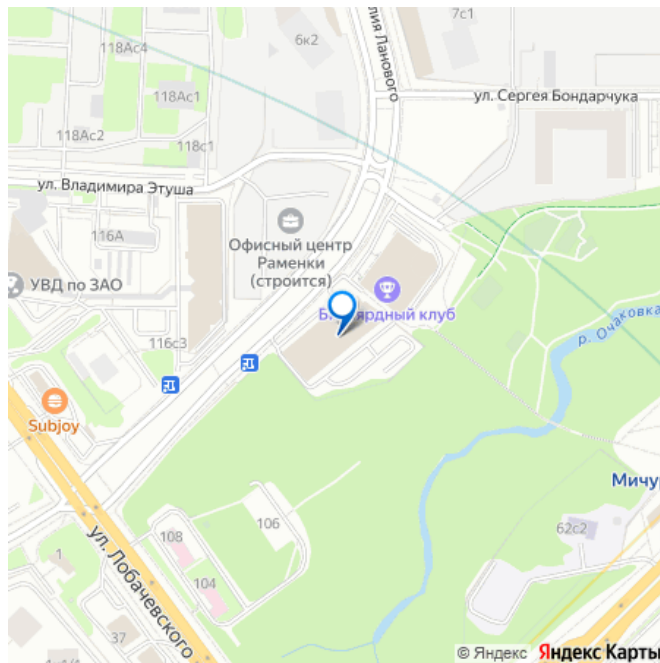 7с1
118Ас4
6к2
лия Ланового
118Ас1
ул. Сергея Бондарчука
118Ас2
118с1
ул. Владимира Этуша
116А
Офисный центр
Раменки
(строится)
УВД по ЗАО
Б
ярдный клуб
р. Очаковка
116с3
Subjoy
Мичур
106
108
62с2
1
ул. Лобачевского
104
37
1с1/4
© Яндекс Яндекс Карты